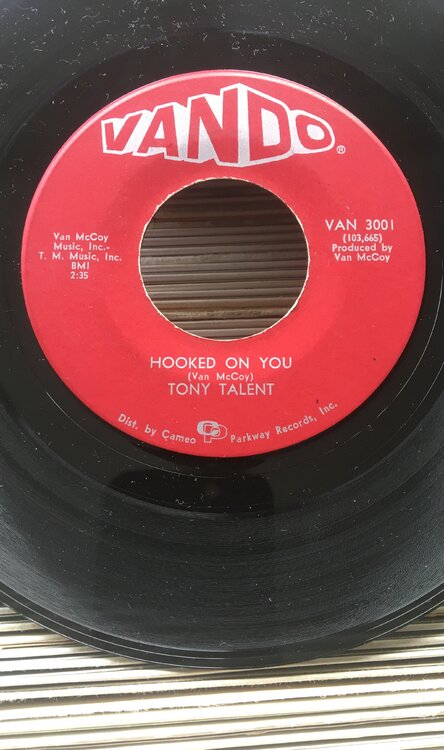 VANDO®
Van McCoy
Music, Inc.-
T. M. Music, Inc.
BMI
2:35
VAN 3001
(103,665)
Produced by
Van McCoy
HOOKED ON YOU
(Van McCoy)
TONY TALENT
Dist. by Cameo CP Parkway Records, Inc.